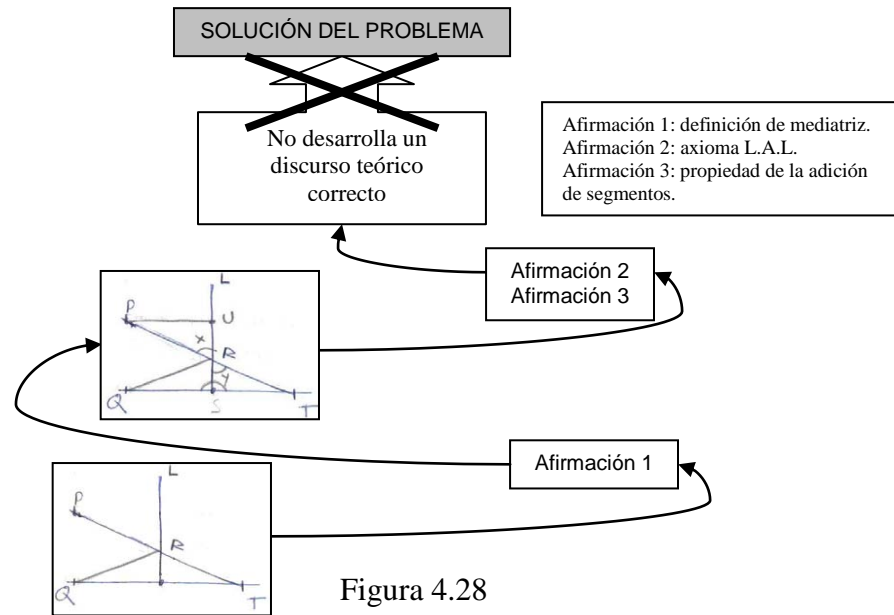 SOLUCIÓN DEL PROBLEMA
No desarrolla un
discurso teórico
correcto
Afirmación 1: definición de mediatriz.
Afirmación 2: axioma L.A.L.
Afirmación 3: propiedad de la adición
de segmentos.
Afirmación 2
Afirmación 3
L
P
U
x
R
y
Q
S
T
Afirmación 1
L
P
R
Q
T
Figura 4.28